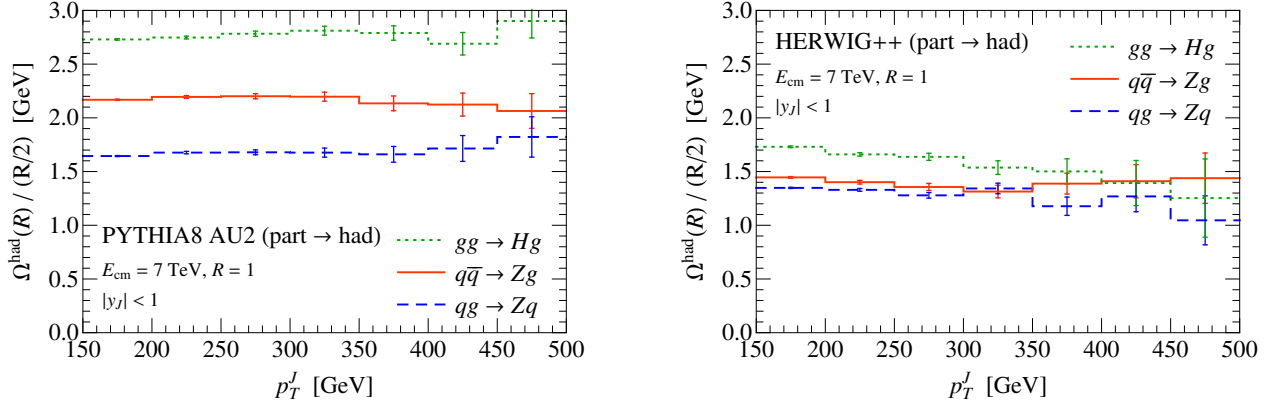 3.0
2.5
2.0
1.5
1.0
0.5
0.0
Ω^had(R) / (R/2) [GeV]
PYTHIA8 AU2 (part → had)
E_cm = 7 TeV, R = 1
|y_J| < 1
gg → Hg
qq̅ → Zg
qg → Zq
150 200 250 300 350 400 450 500
p_T^J [GeV]
3.0
2.5
2.0
1.5
1.0
0.5
0.0
Ω^had(R) / (R/2) [GeV]
HERWIG++ (part → had)
E_cm = 7 TeV, R = 1
|y_J| < 1
gg → Hg
qq̅ → Zg
qg → Zq
150 200 250 300 350 400 450 500
p_T^J [GeV]